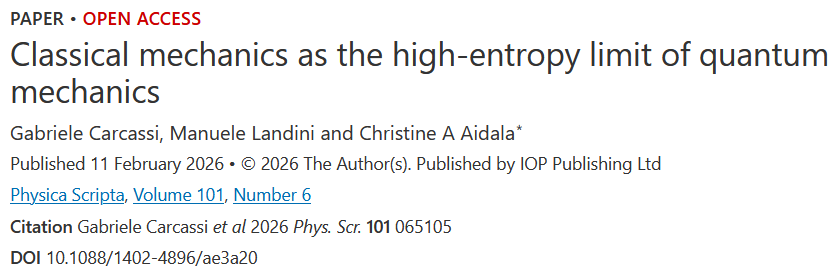 PAPER • OPEN ACCESS
Classical mechanics as the high-entropy limit of quantum
mechanics
Gabriele Carcassi, Manuele Landini and Christine A Aidala*
Published 11 February 2026 • © 2026 The Author(s). Published by IOP Publishing Ltd
Physica Scripta, Volume 101, Number 6
Citation Gabriele Carcassi et al 2026 Phys. Scr. 101 065105
DOI 10.1088/1402-4896/ae3a20